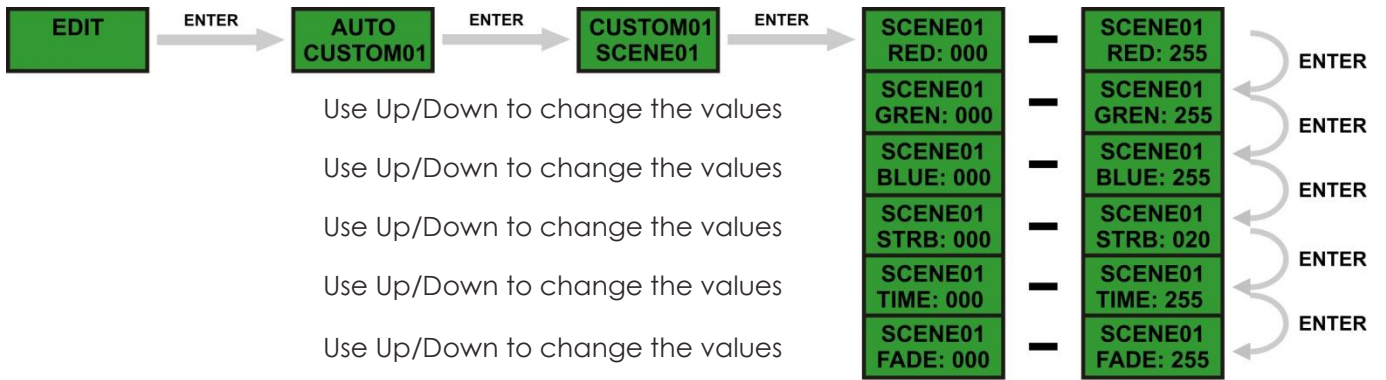 EDIT
ENTER
AUTO
CUSTOM01
ENTER
CUSTOM01
SCENE01
ENTER
SCENE01
RED: 000
-
SCENE01
RED: 255
ENTER
Use Up/Down to change the values
SCENE01
GREN: 000
-
SCENE01
GREN: 255
ENTER
Use Up/Down to change the values
SCENE01
BLUE: 000
-
SCENE01
BLUE: 255
ENTER
Use Up/Down to change the values
SCENE01
STRB: 000
-
SCENE01
STRB: 020
ENTER
Use Up/Down to change the values
SCENE01
TIME: 000
-
SCENE01
TIME: 255
ENTER
Use Up/Down to change the values
SCENE01
FADE: 000
-
SCENE01
FADE: 255